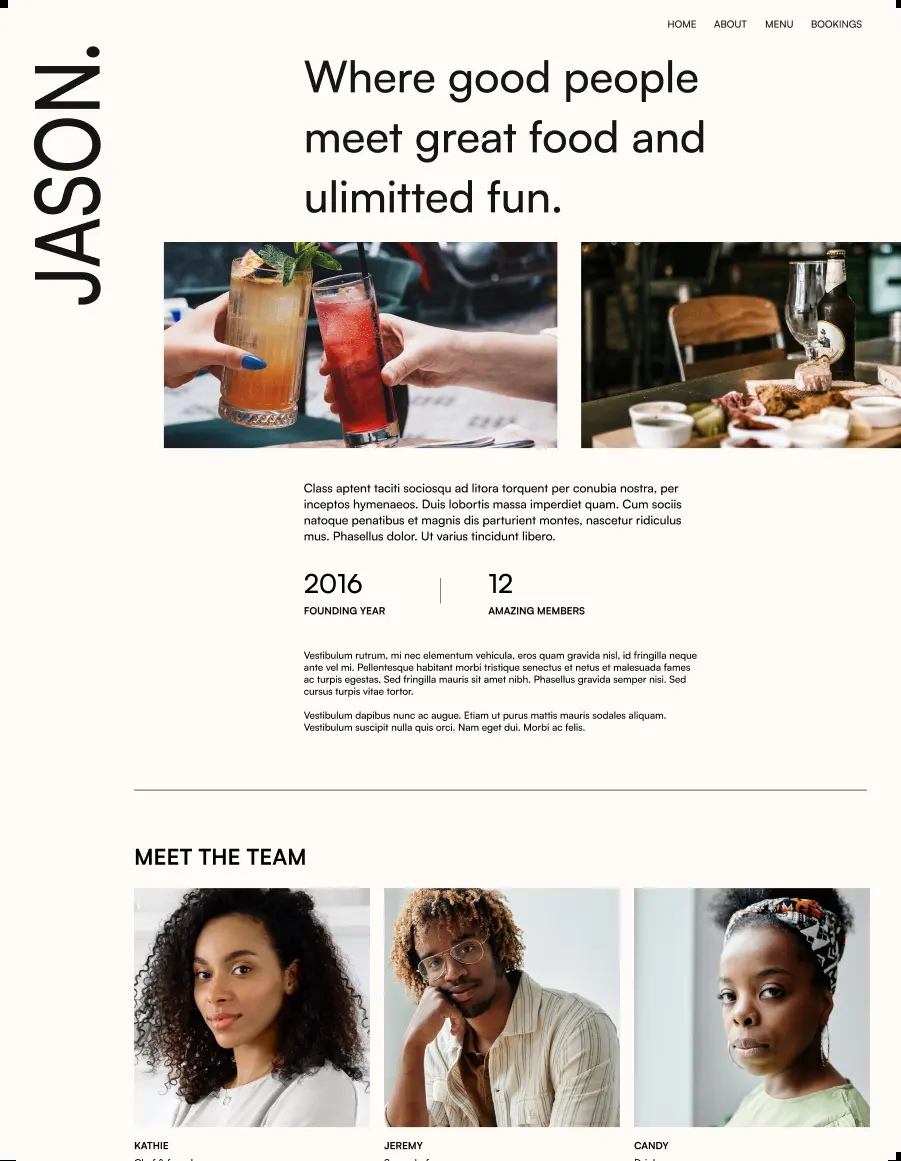 HOME ABOUT MENU BOOKINGS
JASON.
Where good people
meet great food and
ulimitted fun.
Class aptent taciti sociosqu ad litora torquent per conubia nostra, per
inceptos hymenaeos. Duis lobortis massa imperdiet quam. Cum sociis
natoque penatibus et magnis dis parturient montes, nascetur ridiculus
mus. Phasellus dolor. Ut varius tincidunt libero.
2016
FOUNDING YEAR
12
AMAZING MEMBERS
Vestibulum rutrum, mi nec elementum vehicula, eros quam gravida nisl, id fringilla neque
ante vel mi. Pellentesque habitant morbi tristique senectus et netus et malesuada fames
ac turpis egestas. Sed fringilla mauris sit amet nibh. Phasellus gravida semper nisi. Sed
cursus turpis vitae tortor.
Vestibulum dapibus nunc ac augue. Etiam ut purus mattis mauris sodales aliquam.
Vestibulum suscipit nulla quis orci. Nam eget dui. Morbi ac felis.
MEET THE TEAM
KATHIE
JEREMY
CANDY